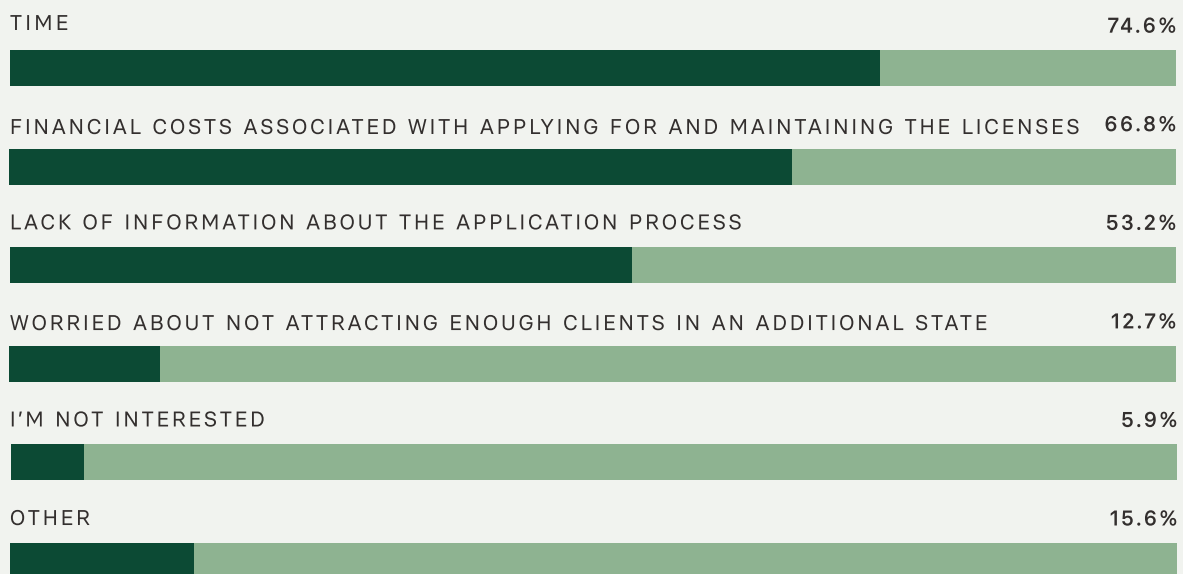 TIME 74.6%
FINANCIAL COSTS ASSOCIATED WITH APPLYING FOR AND MAINTAINING THE LICENSES 66.8%
LACK OF INFORMATION ABOUT THE APPLICATION PROCESS 53.2%
WORRIED ABOUT NOT ATTRACTING ENOUGH CLIENTS IN AN ADDITIONAL STATE 12.7%
I'M NOT INTERESTED 5.9%
OTHER 15.6%